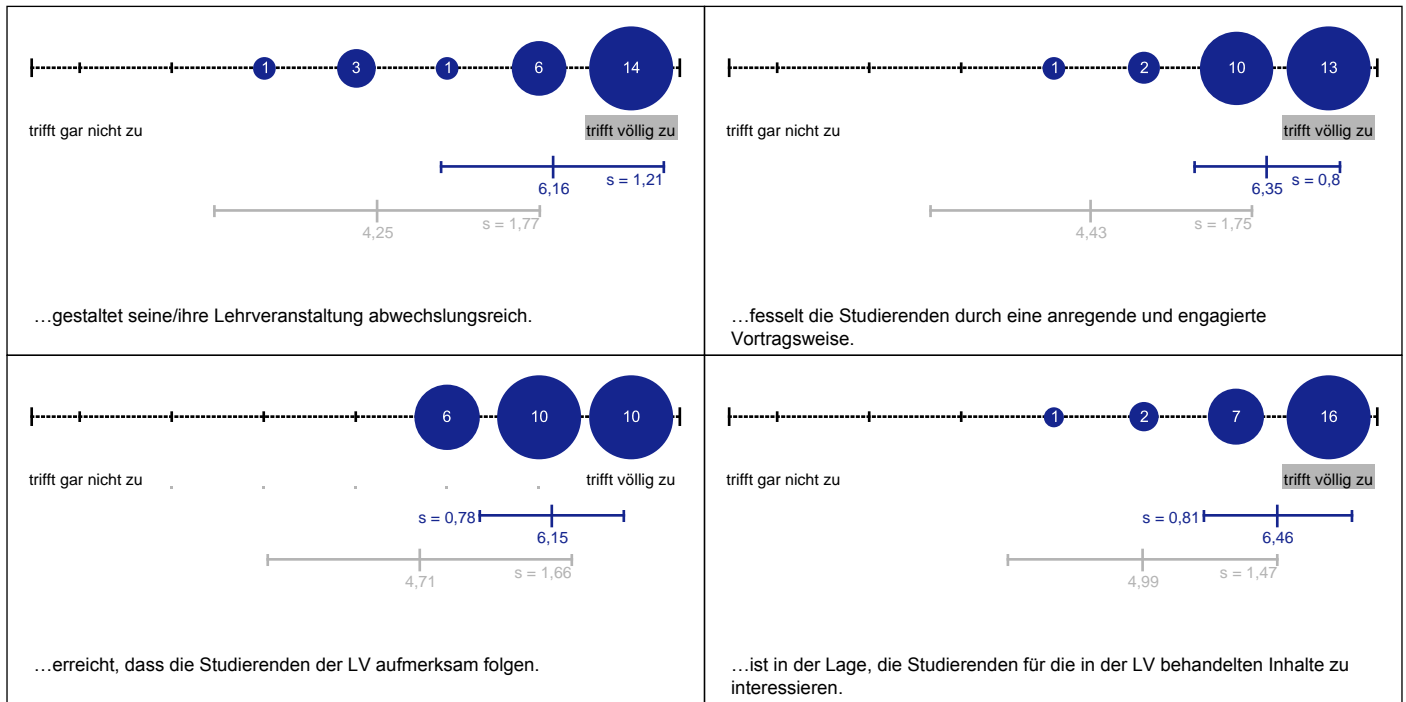 1 3 1 6 14
trifft gar nicht zu trifft völlig zu
s = 1,21
6,16
s = 1,77
4,25
…gestaltet seine/ihre Lehrveranstaltung abwechslungsreich.
1 2 10 13
trifft gar nicht zu trifft völlig zu
s = 0,8
6,35
s = 1,75
4,43
…fesselt die Studierenden durch eine anregende und engagierte
Vortragsweise.
6 10 10
trifft gar nicht zu trifft völlig zu
s = 0,78
6,15
s = 1,66
4,71
…erreicht, dass die Studierenden der LV aufmerksam folgen.
1 2 7 16
trifft gar nicht zu trifft völlig zu
s = 0,81
6,46
s = 1,47
4,99
…ist in der Lage, die Studierenden für die in der LV behandelten Inhalte zu
interessieren.